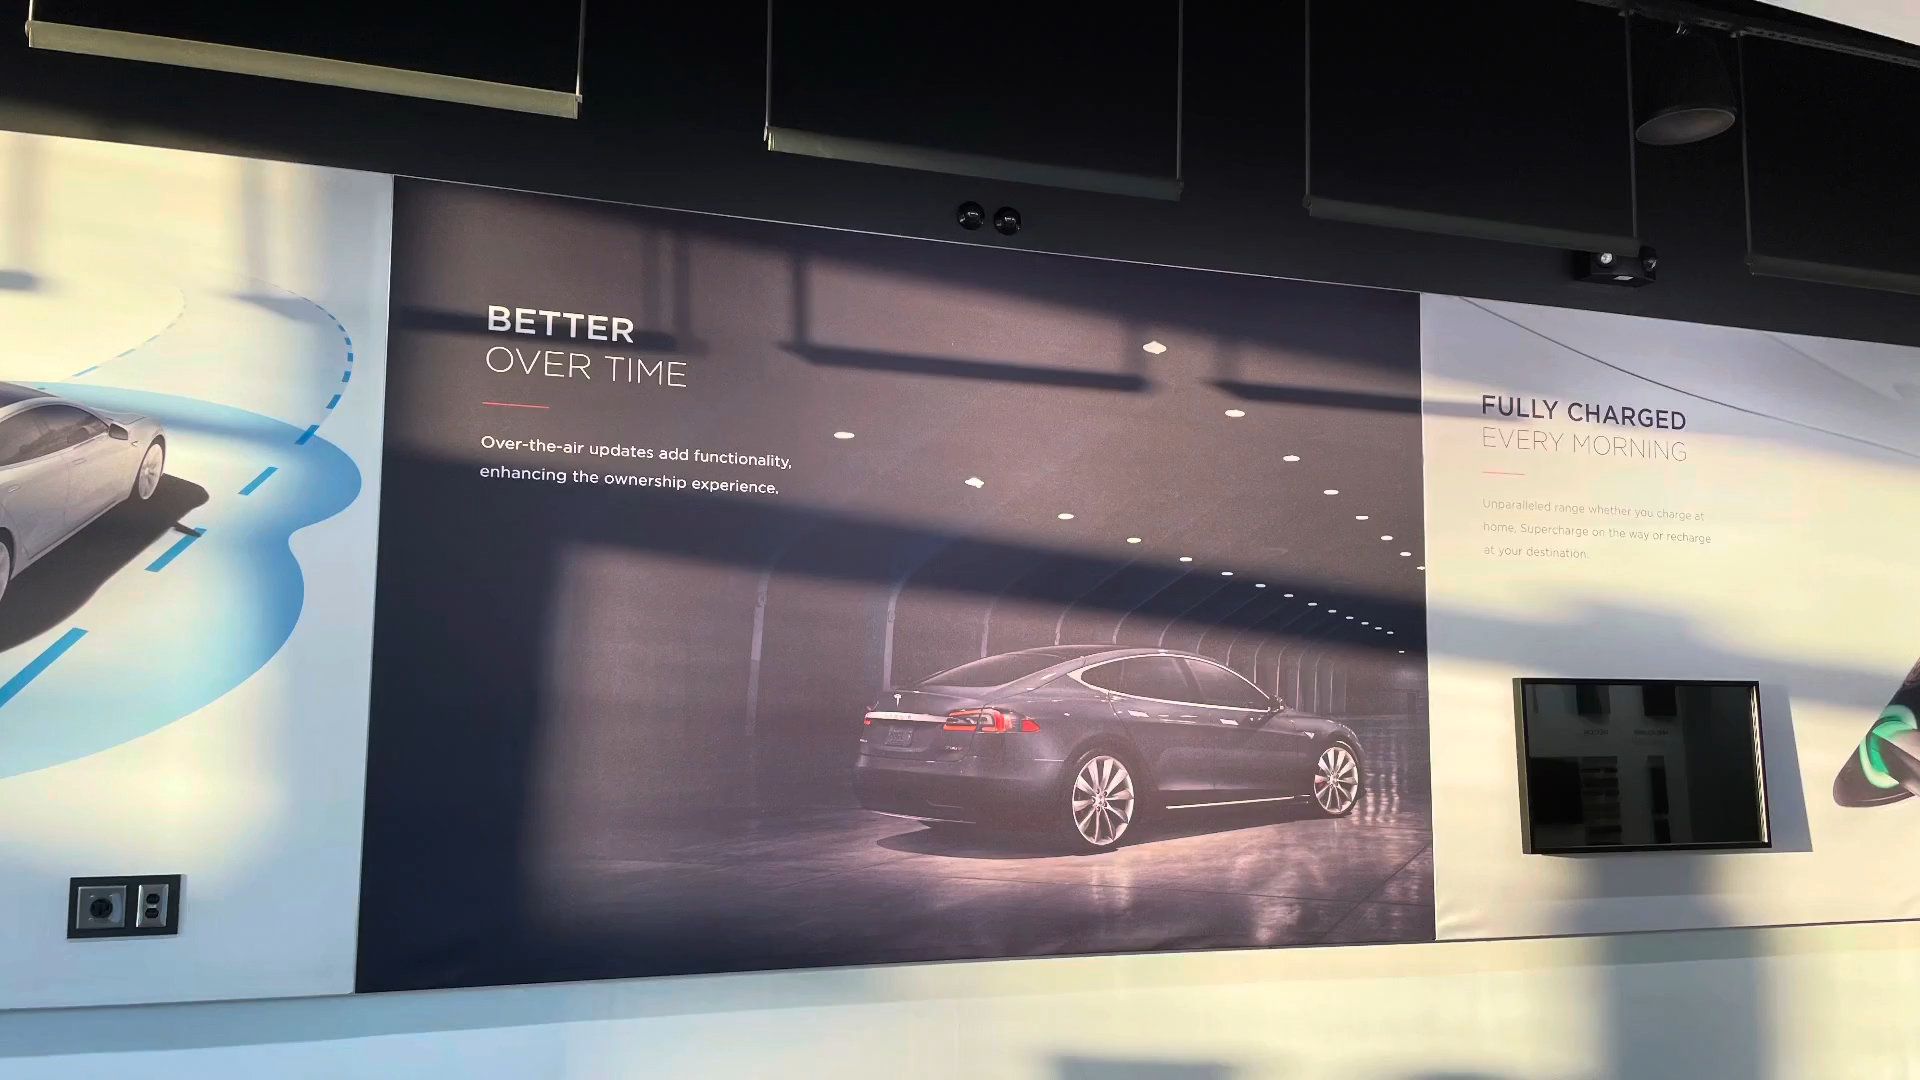 BETTER
OVER TIME
Over-the-air updates add functionality,
enhancing the ownership experience.
FULLY CHARGED
EVERY MORNING
Unparalleled range whether you charge at
home, Supercharge on the way or recharge
at your destination.